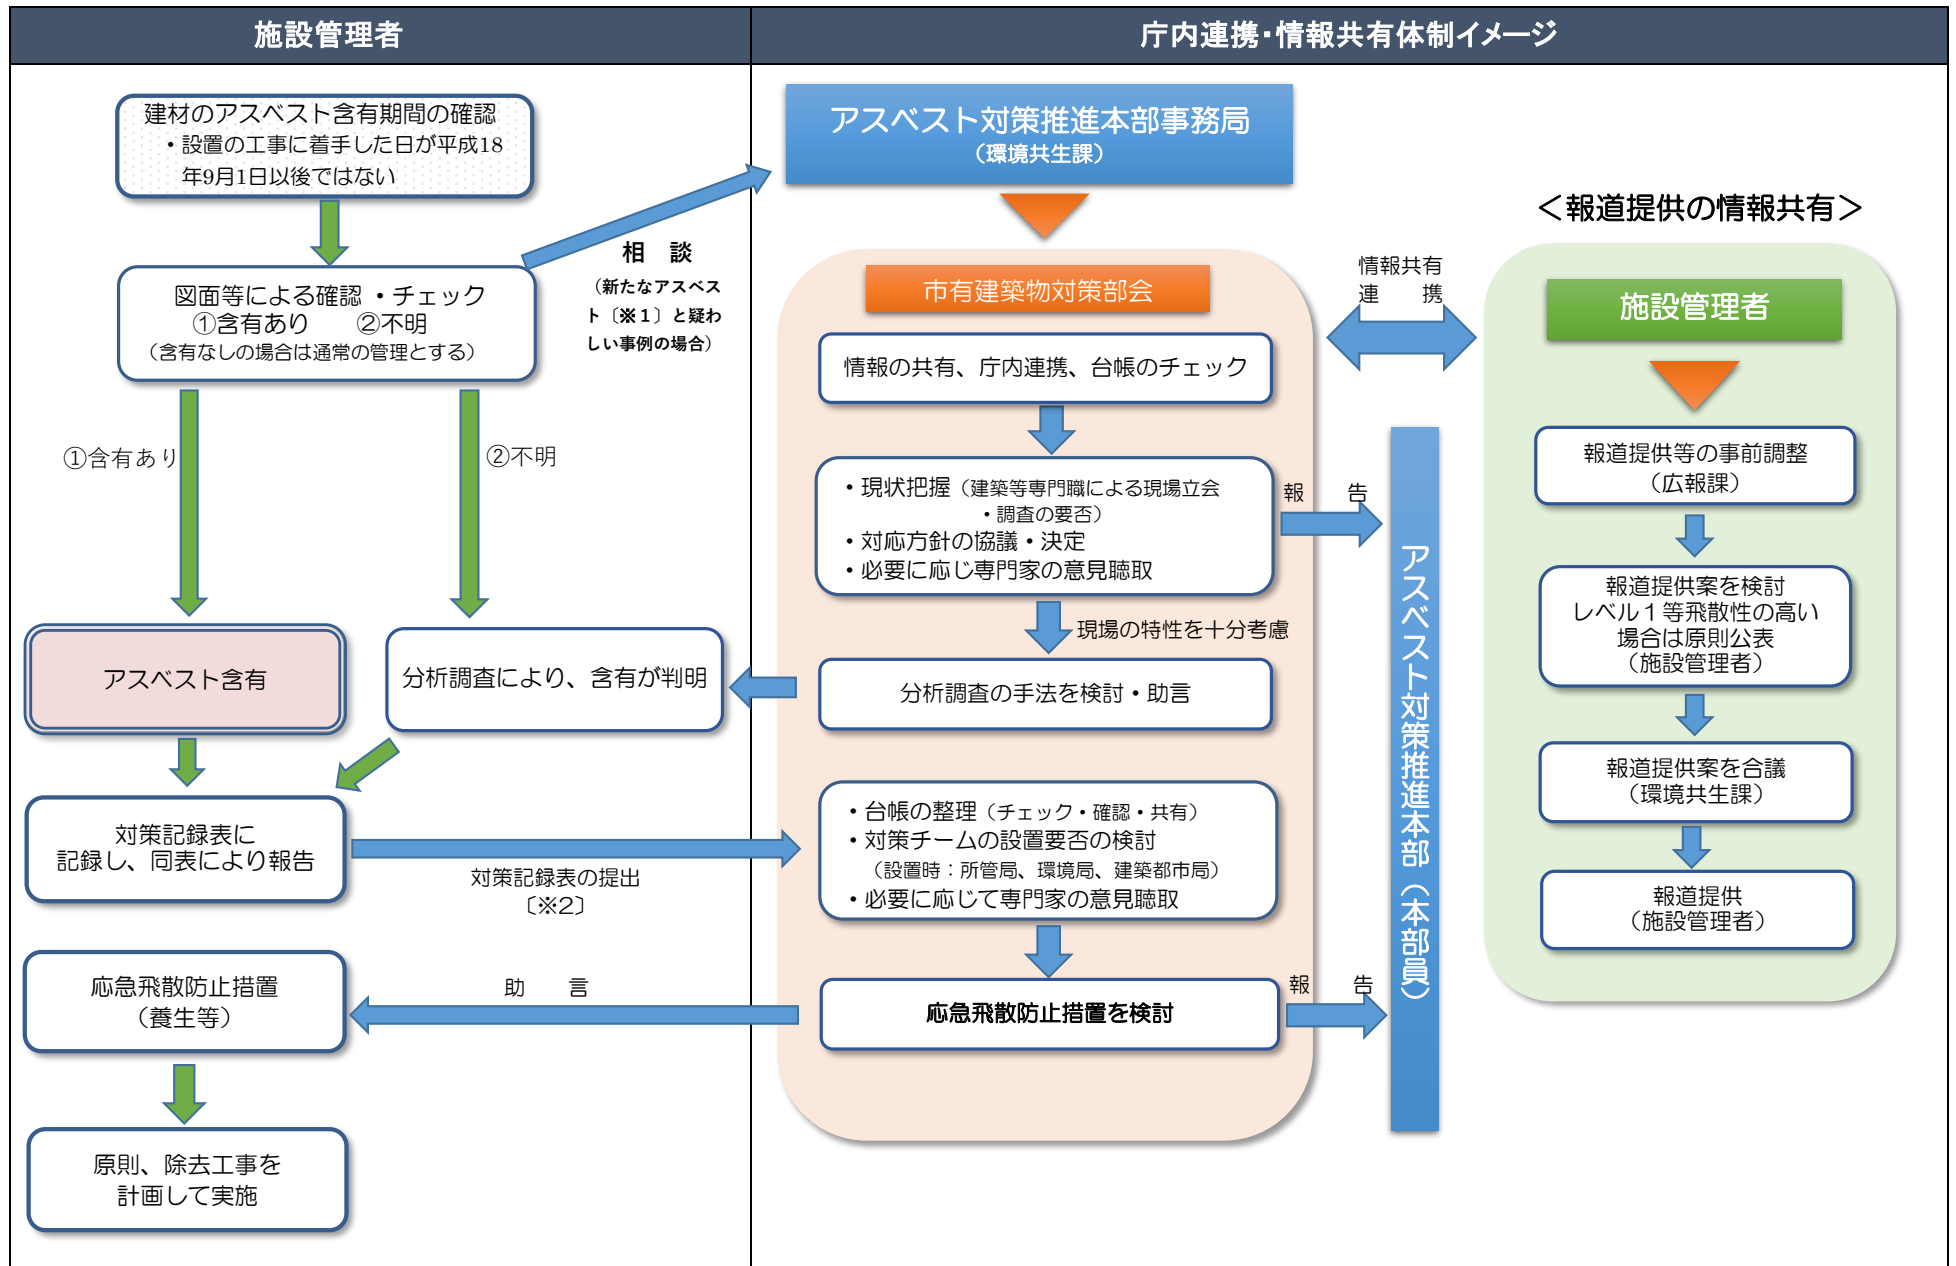 施設管理者
庁内連携・情報共有体制イメージ
建材のアスベスト含有期間の確認
・設置の工事に着手した日が平成18
年9月1日以後ではない
図面等による確認・チェック
①含有あり　②不明
（含有なしの場合は通常の管理とする）
相　談
（新たなアスベス
ト〔※１〕と疑わ
しい事例の場合）
①含有あり
②不明
アスベスト含有
分析調査により、含有が判明
対策記録表に
記録し、同表により報告
対策記録表の提出
〔※2〕
応急飛散防止措置
（養生等）
助　言
原則、除去工事を
計画して実施
アスベスト対策推進本部事務局
（環境共生課）
市有建築物対策部会
情報の共有、庁内連携、台帳のチェック
・現状把握（建築等専門職による現場立会
・調査の要否）
・対応方針の協議・決定
・必要に応じ専門家の意見聴取
報　告
現場の特性を十分考慮
分析調査の手法を検討・助言
・台帳の整理（チェック・確認・共有）
・対策チームの設置要否の検討
（設置時：所管局、環境局、建築都市局）
・必要に応じて専門家の意見聴取
応急飛散防止措置を検討
報　告
アスベスト対策推進本部（本部員）
情報共有
連　携
＜報道提供の情報共有＞
施設管理者
報道提供等の事前調整
（広報課）
報道提供案を検討
レベル１等飛散性の高い
場合は原則公表
（施設管理者）
報道提供案を合議
（環境共生課）
報道提供
（施設管理者）